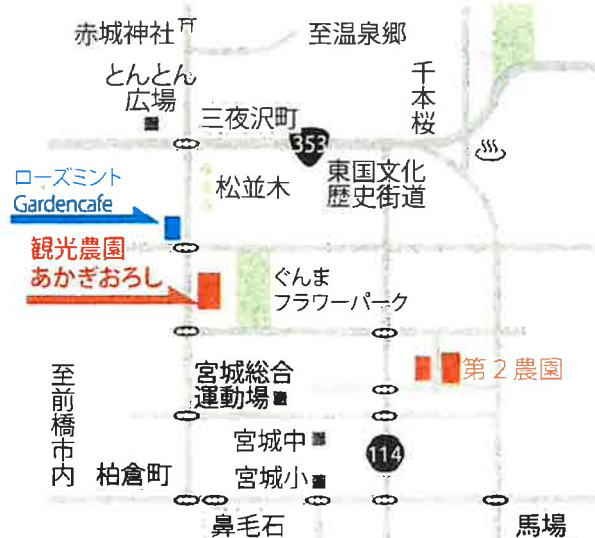 赤城神社
至温泉郷
とんとん
広場
千本桜
三夜沢町
353
東国文化
歴史街道
松並木
ローズミント
Gardencafe
観光農園
あかぎおろし
ぐんま
フラワーパーク
第2農園
宮城総合
運動場
至前橋市内
宮城中
114
柏倉町
宮城小
鼻毛石
馬場